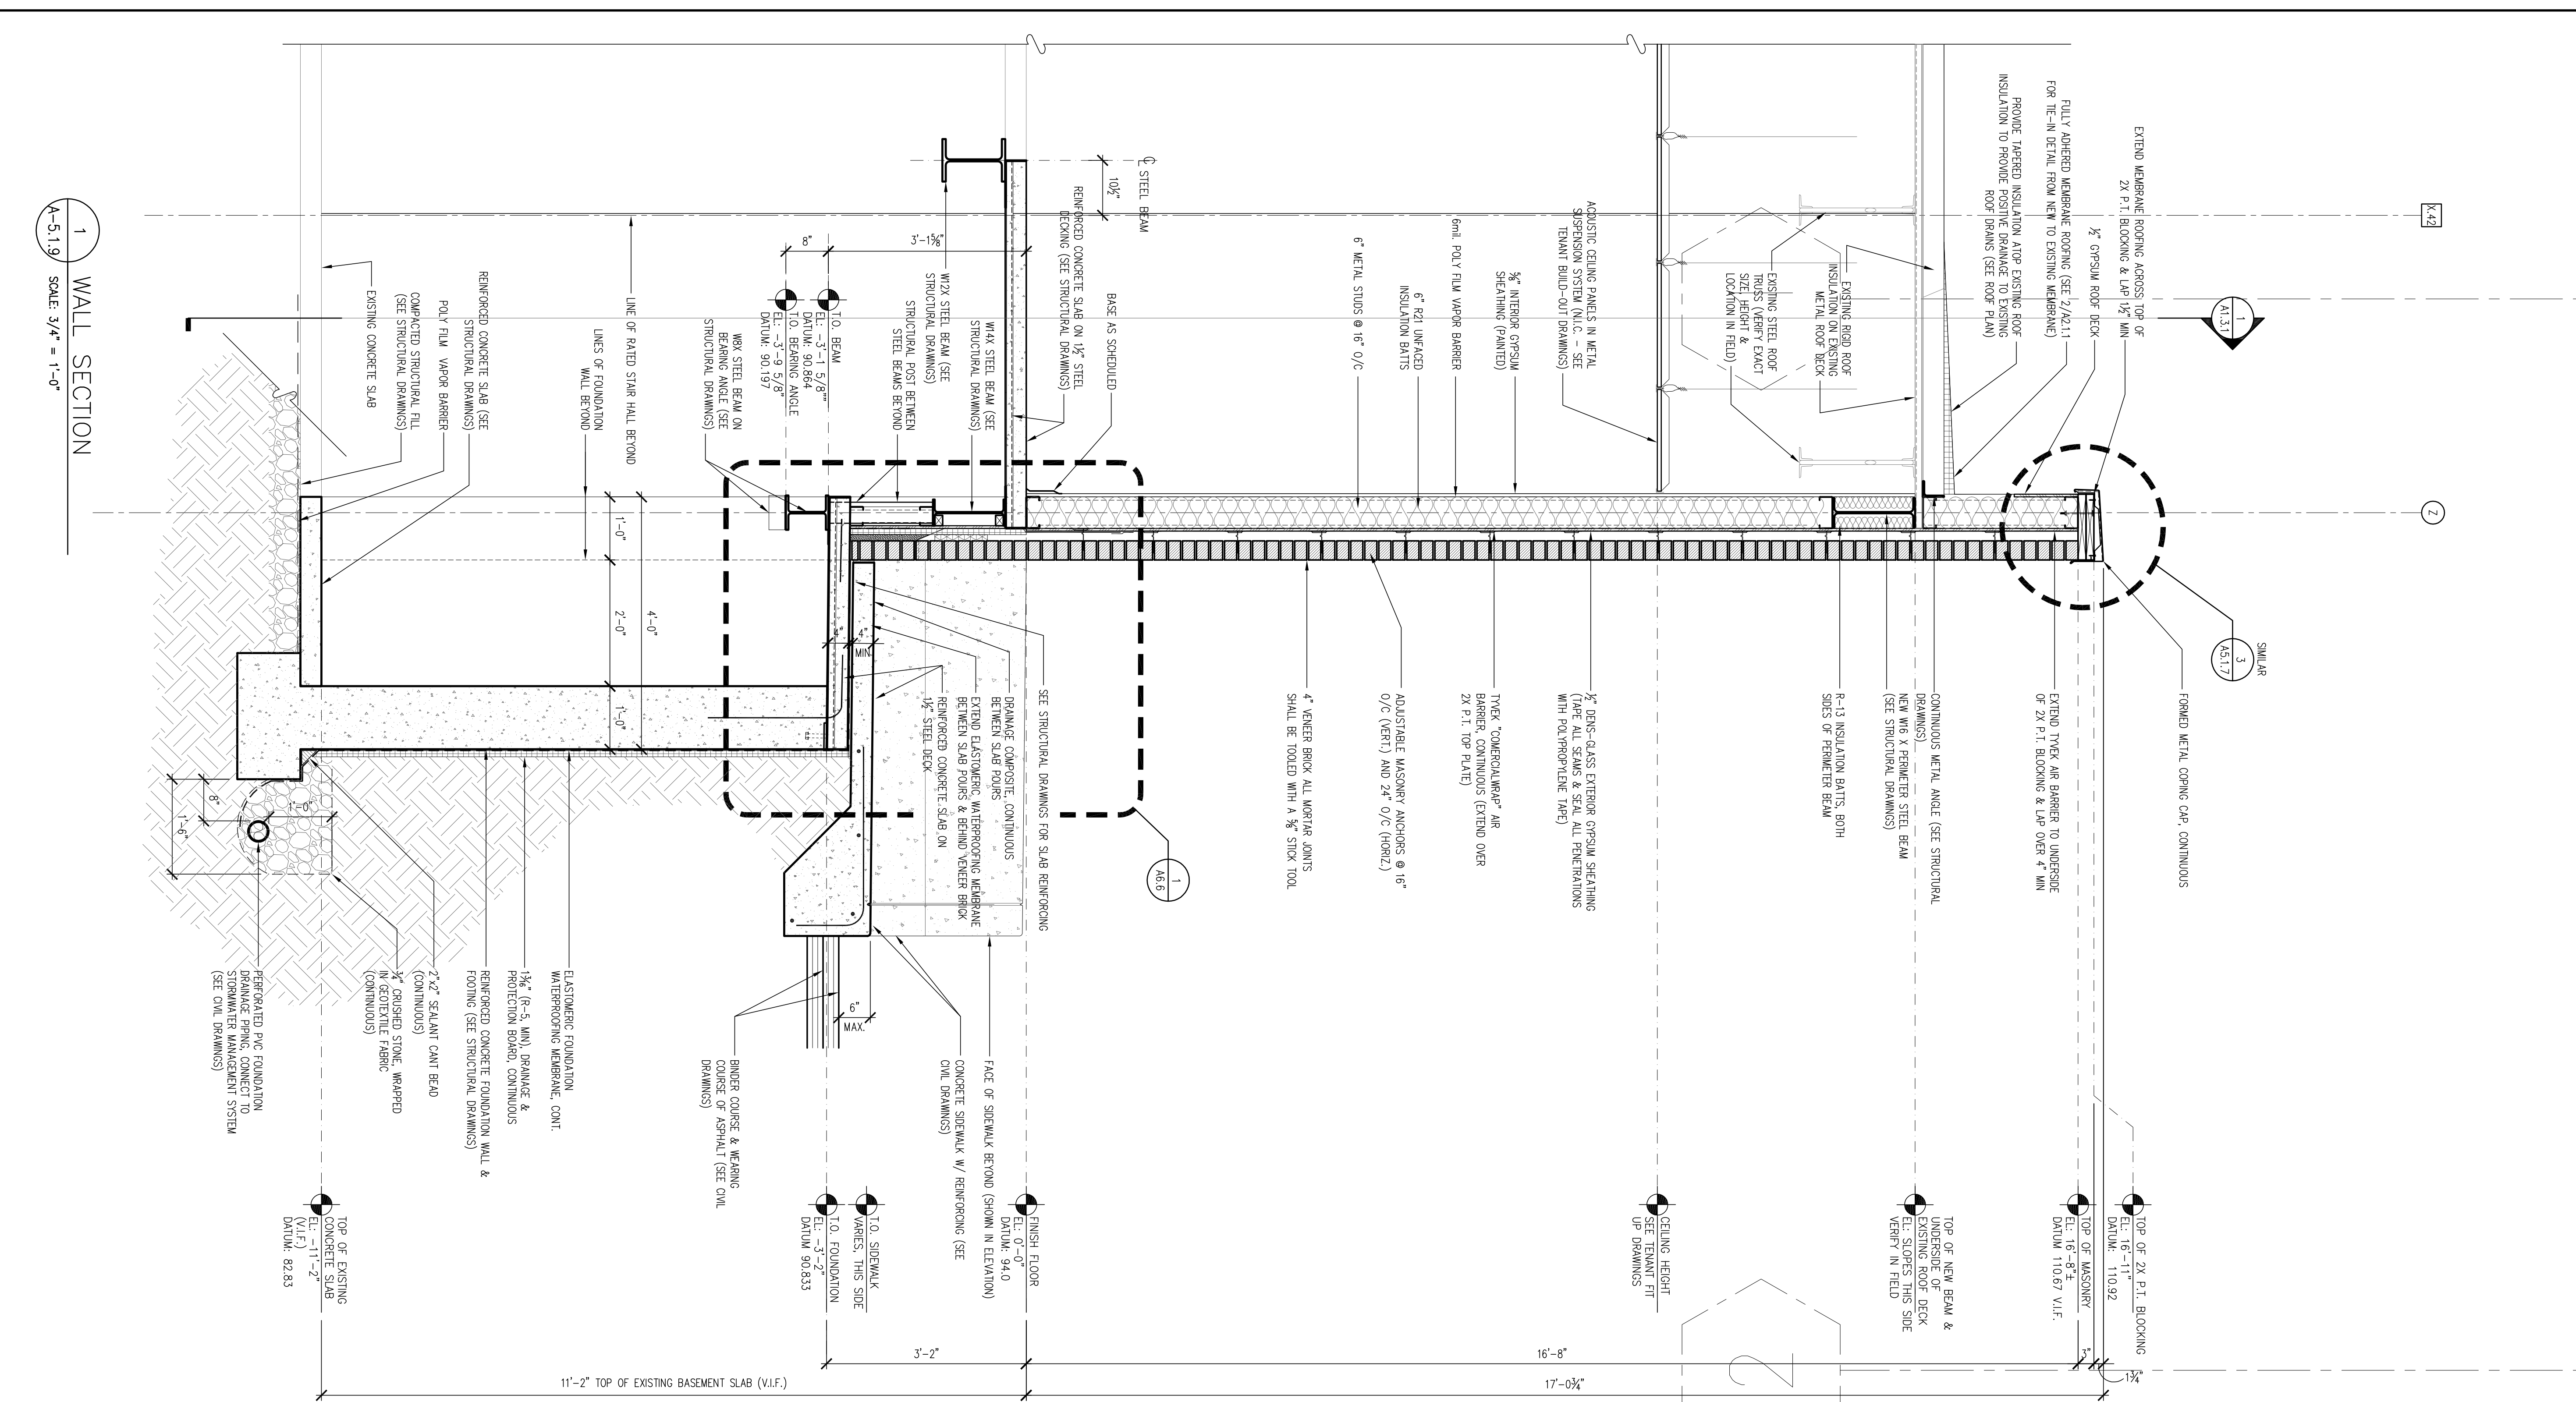 X.42
Z
1
A1.3.1
SIMILAR
3
A5.1.7
EXTEND MEMBRANE ROOFING ACROSS TOP OF
2X P.T. BLOCKING & LAP 1½" MIN
½" GYPSUM ROOF DECK
FULLY ADHERED MEMBRANE ROOFING (SEE 2/A2.1.1
FOR TIE-IN DETAIL FROM NEW TO EXISTING MEMBRANE)
PROVIDE TAPERED INSULATION ATOP EXISTING ROOF
INSULATION TO PROVIDE POSITIVE DRAINAGE TO EXISTING
ROOF DRAINS (SEE ROOF PLAN)
EXISTING RIGID ROOF
INSULATION ON EXISTING
METAL ROOF DECK
EXISTING STEEL ROOF
TRUSS (VERIFY EXACT
SIZE, HEIGHT &
LOCATION IN FIELD)
ACOUSTIC CEILING PANELS IN METAL
SUSPENSION SYSTEM (N.I.C. - SEE
TENANT BUILD-OUT DRAWINGS)
⅝" INTERIOR GYPSUM
SHEATHING (PAINTED)
6mil. POLY FILM VAPOR BARRIER
6" R21 UNFACED
INSULATION BATTS
6" METAL STUDS @ 16" O/C
BASE AS SCHEDULED
℄ STEEL BEAM
10½"
REINFORCED CONCRETE SLAB ON 1½" STEEL
DECKING (SEE STRUCTURAL DRAWINGS)
W14X STEEL BEAM (SEE
STRUCTURAL DRAWINGS)
W12X STEEL BEAM (SEE
STRUCTURAL DRAWINGS)
STRUCTURAL POST BETWEEN
STEEL BEAMS BEYOND
3'-1⅝"
8"
T.O. BEAM
EL: -3'-1 5/8""
DATUM: 90.864
T.O. BEARING ANGLE
EL: -3'-9 5/8"
DATUM: 90.197
W8X STEEL BEAM ON
BEARING ANGLE (SEE
STRUCTURAL DRAWINGS)
LINE OF RATED STAIR HALL BEYOND
LINES OF FOUNDATION
WALL BEYOND
REINFORCED CONCRETE SLAB (SEE
STRUCTURAL DRAWINGS)
POLY FILM VAPOR BARRIER
COMPACTED STRUCTURAL FILL
(SEE STRUCTURAL DRAWINGS)
EXISTING CONCRETE SLAB
FORMED METAL COPING CAP, CONTINUOUS
EXTEND TYVEK AIR BARRIER TO UNDERSIDE
OF 2X P.T. BLOCKING & LAP OVER 4" MIN
CONTINUOUS METAL ANGLE (SEE STRUCTURAL
DRAWINGS)
NEW W16 X PERIMETER STEEL BEAM
(SEE STRUCTURAL DRAWINGS)
R-13 INSULATION BATTS, BOTH
SIDES OF PERIMETER BEAM
½" DENS-GLASS EXTERIOR GYPSUM SHEATHING
(TAPE ALL SEAMS & SEAL ALL PENETRATIONS
WITH POLYPROPYLENE TAPE)
TYVEK "COMERCIALWRAP" AIR
BARRIER, CONTINUOUS (EXTEND OVER
2X P.T. TOP PLATE)
ADJUSTABLE MASONRY ANCHORS @ 16"
O/C (VERT.) AND 24" O/C (HORIZ.)
4" VENEER BRICK ALL MORTAR JOINTS
SHALL BE TOOLED WITH A ⅝" STICK TOOL
1
A6.6
SEE STRUCTURAL DRAWINGS FOR SLAB REINFORCING
DRAINAGE COMPOSITE, CONTINUOUS
BETWEEN SLAB POURS
EXTEND ELASTOMERIC WATERPROOFING MEMBRANE
BETWEEN SLAB POURS & BEHIND VENEER BRICK
REINFORCED CONCRETE SLAB ON
1½" STEEL DECK
4"
4"
MIN
6"
MAX.
1'-0"
2'-0"
1'-0"
4'-0"
1'-0"
8"
1'-6"
FACE OF SIDEWALK BEYOND (SHOWN IN ELEVATION)
CONCRETE SIDEWALK W/ REINFORCING (SEE
CIVIL DRAWINGS)
BINDER COURSE & WEARING
COURSE OF ASPHALT (SEE CIVIL
DRAWINGS)
ELASTOMERIC FOUNDATION
WATERPROOFING MEMBRANE, CONT.
1³⁄₁₆" (R-5, MIN), DRAINAGE &
PROTECTION BOARD, CONTINUOUS
REINFORCED CONCRETE FOUNDATION WALL &
FOOTING (SEE STRUCTURAL DRAWINGS)
2"x2" SEALANT CANT BEAD
(CONTINUOUS)
¾" CRUSHED STONE, WRAPPED
IN GEOTEXTILE FABRIC
(CONTINUOUS)
PERFORATED PVC FOUNDATION
DRAINAGE PIPING, CONNECT TO
STORMWATER MANAGEMENT SYSTEM
(SEE CIVIL DRAWINGS)
TOP OF 2X P.T. BLOCKING
EL: 16'-11"
DATUM: 110.92
TOP OF MASONRY
EL: 16'-8"±
DATUM 110.67 V.I.F.
TOP OF NEW BEAM &
UNDERSIDE OF
EXISTING ROOF DECK
EL: SLOPES THIS SIDE
VERIFY IN FIELD
CEILING HEIGHT
SEE TENANT FIT
UP DRAWINGS
FINISH FLOOR
EL: 0'-0"
DATUM: 94.0
T.O. SIDEWALK
VARIES, THIS SIDE
T.O. FOUNDATION
EL: -3'-2"
DATUM 90.833
TOP OF EXISTING
CONCRETE SLAB
EL: -11'-2"
(V.I.F.)
DATUM: 82.83
1¾"
3"
16'-8"
17'-0¾"
3'-2"
11'-2" TOP OF EXISTING BASEMENT SLAB (V.I.F.)
2
1
A-5.1.9
WALL SECTION
SCALE: 3/4" = 1'-0"